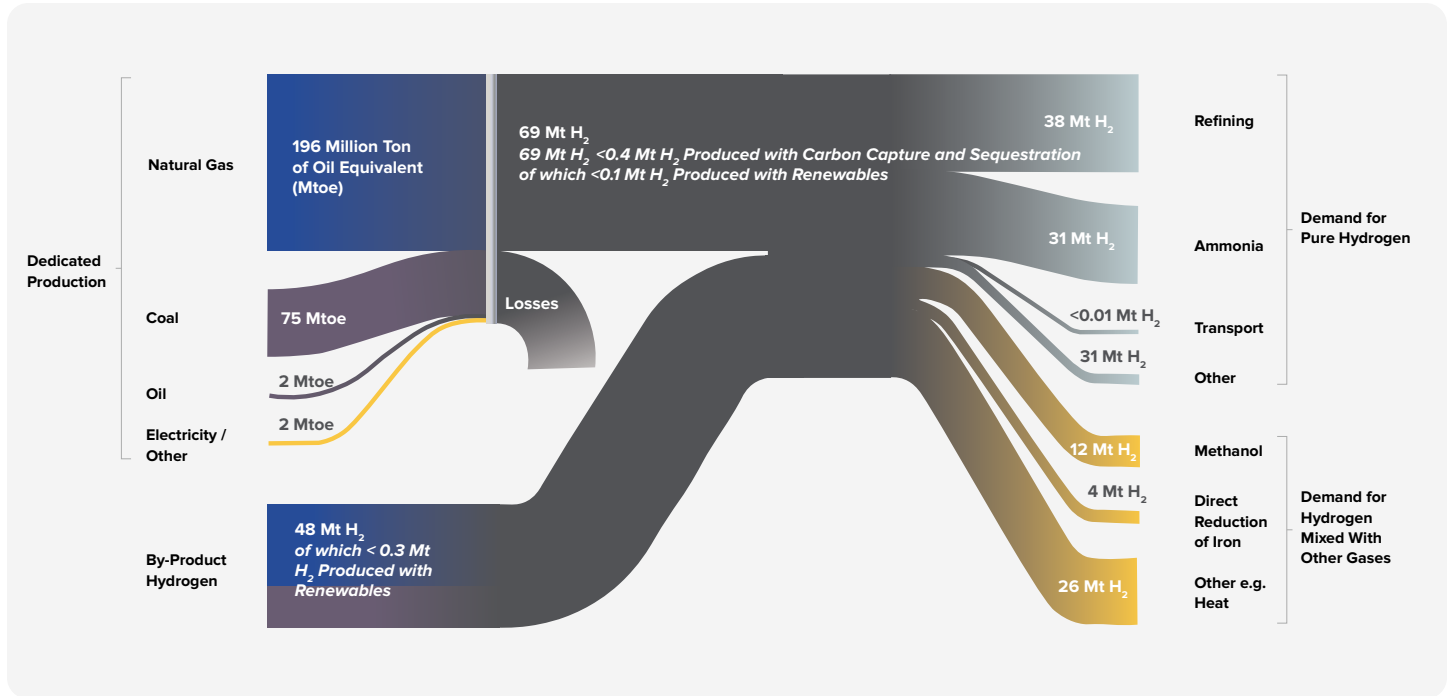 Dedicated
Production
Natural Gas
Coal
Oil
Electricity /
Other
By-Product
Hydrogen
196 Million Ton
of Oil Equivalent
(Mtoe)
75 Mtoe
2 Mtoe
2 Mtoe
48 Mt H2
of which < 0.3 Mt
H2 Produced with
Renewables
69 Mt H2
69 Mt H2 <0.4 Mt H2 Produced with Carbon Capture and Sequestration
of which <0.1 Mt H2 Produced with Renewables
Losses
38 Mt H2
31 Mt H2
<0.01 Mt H2
31 Mt H2
12 Mt H2
4 Mt H2
26 Mt H2
Refining
Ammonia
Transport
Other
Methanol
Direct
Reduction
of Iron
Other e.g.
Heat
Demand for
Pure Hydrogen
Demand for
Hydrogen
Mixed With
Other Gases